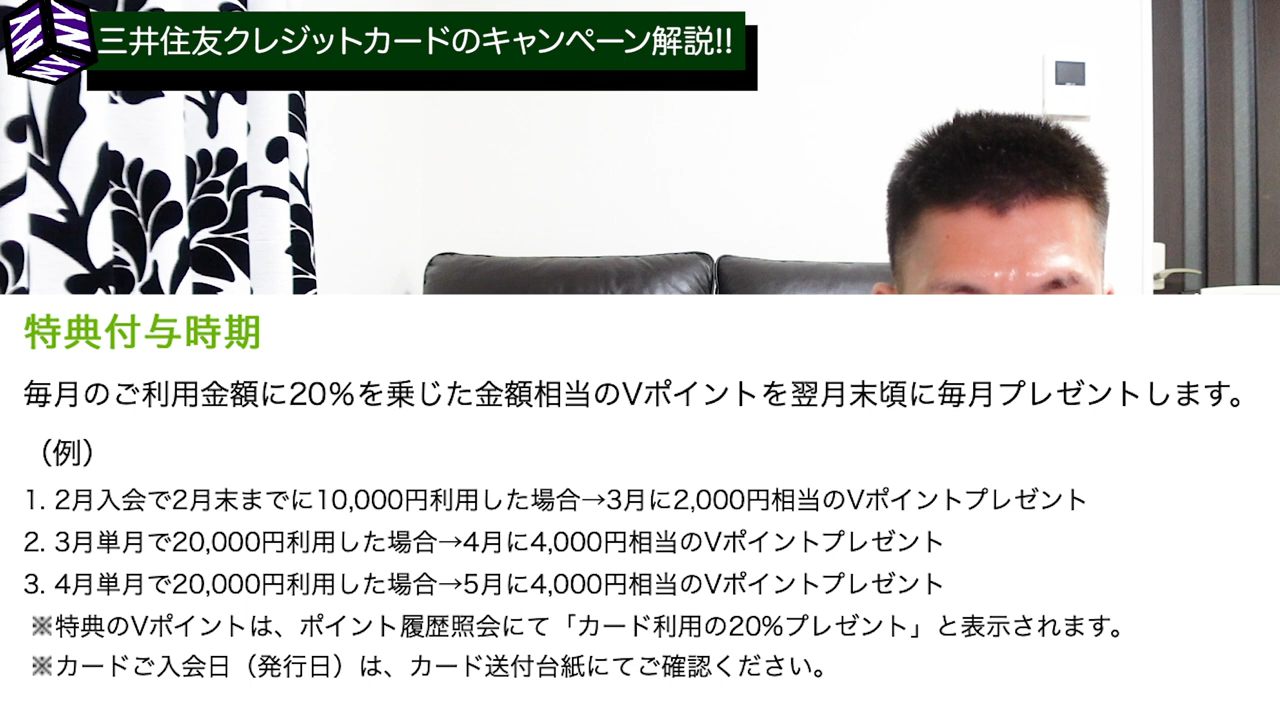 三井住友クレジットカードのキャンペーン解説!!
特典付与時期
毎月のご利用金額に20%を乗じた金額相当のVポイントを翌月末頃に毎月プレゼントします。
（例）
1. 2月入会で2月末までに10,000円利用した場合→3月に2,000円相当のVポイントプレゼント
2. 3月単月で20,000円利用した場合→4月に4,000円相当のVポイントプレゼント
3. 4月単月で20,000円利用した場合→5月に4,000円相当のVポイントプレゼント
※特典のVポイントは、ポイント履歴照会にて「カード利用の20%プレゼント」と表示されます。
※カードご入会日（発行日）は、カード送付台紙にてご確認ください。